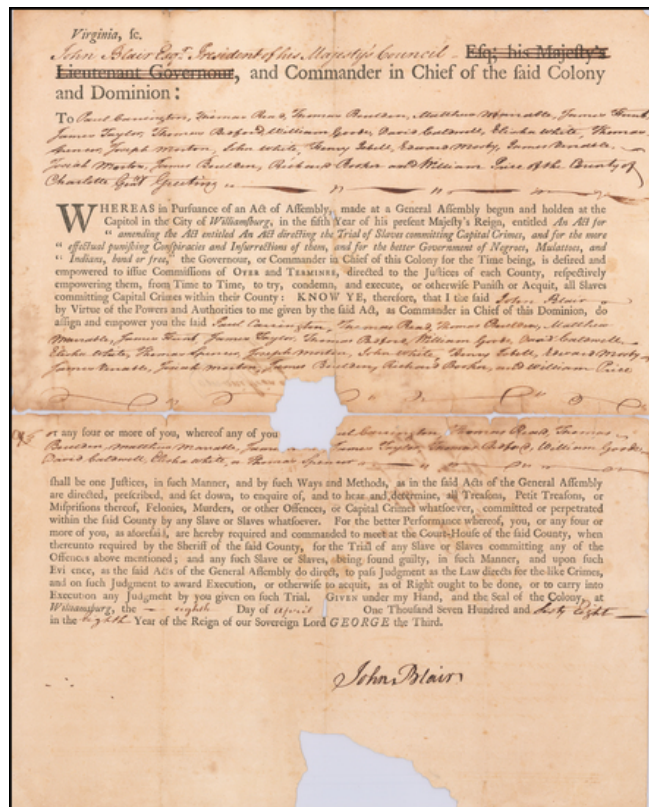 Virginia, ſc.
John Blair Esqr. President of his Majesty's Council Eſq; his Majeſty's
Lieutenant Governour, and Commander in Chief of the ſaid Colony
and Dominion:
To Paul Carrington, Thomas Read, Thomas Bouldin, Matthew Marrable, James Hunt
James Taylor, Thomas Bedford, William Goode, David Caldwell, Elisha White, Thomas
Spencer, Joseph Morton, John White, Henry Isbell, Edward Mosby, James Venable
Josiah Morton, James Bouldin, Richard Booker and William Price of the County of
Charlotte Gent. Greeting
WHEREAS in Purſuance of an Act of Aſſembly, made at a General Aſſembly begun and holden at the
Capitol in the City of Williamſburg, in the fifth Year of his preſent Majeſty's Reign, entitled An Act for
" amending the Act entitled An Act directing the Trial of Slaves committing Capital Crimes, and for the more
" effectual puniſhing Conſpiracies and Inſurrections of them, and for the better Government of Negroes, Mulattoes, and
" Indians, bond or free, the Governour, or Commander in Chief of this Colony for the Time being, is deſired and
empowered to iſſue Commiſſions of OYER and TERMINER, directed to the Juſtices of each County, reſpectively
empowering them, from Time to Time, to try, condemn, and execute, or otherwiſe Puniſh or Acquit, all Slaves
committing Capital Crimes within their County: KNOW YE, therefore, that I the ſaid John Blair
by Virtue of the Powers and Authorities to me given by the ſaid Act, as Commander in Chief of this Dominion, do
aſſign and empower you the ſaid Paul Carrington, Thomas Read, Thomas Bouldin, Matthew
Marrable, James Hunt, James Taylor, Thomas Bedford, William Goode, David Caldwell
Elisha White, Thomas Spencer, Joseph Morton, John White, Henry Isbell, Edward Mosby
James Venable, Josiah Morton, James Bouldin, Richard Booker, and William Price
or any four or more of you, whereof any of you Carrington, Thomas Read, Thomas
Bouldin, Matthew Marrable, James James Taylor, Thomas Bedford, William Goode
David Caldwell, Elisha White, or Thomas Spencer
ſhall be one Juſtices, in ſuch Manner, and by ſuch Ways and Methods, as in the ſaid Acts of the General Aſſembly
are directed, preſcribed, and ſet down, to enquire of, and to hear and determine, all Treaſons, Petit Treaſons, or
Miſpriſions thereof, Felonies, Murders, or other Offences, or Capital Crimes whatſoever, committed or perpetrated
within the ſaid County by any Slave or Slaves whatſoever. For the better Performance whereof, you, or any four or
more of you, as aforeſaid, are hereby required and commanded to meet at the Court-Houſe of the ſaid County, when
thereunto required by the Sheriff of the ſaid County, for the Trial of any Slave or Slaves committing any of the
Offences above mentioned; and any ſuch Slave or Slaves, being found guilty, in ſuch Manner, and upon ſuch
Evi ence, as the ſaid Acts of the General Aſſembly do direct, to paſs Judgment as the Law directs for the like Crimes,
and on ſuch Judgment to award Execution, or otherwiſe to acquit, as of Right ought to be done, or to carry into
Execution any Judgment by you given on ſuch Trial. GIVEN under my Hand, and the Seal of the Colony, at
Williamſburg, the eighth Day of April One Thouſand Seven Hundred and sixty Eight
in the Eighth Year of the Reign of our Sovereign Lord GEORGE the Third.
John Blair